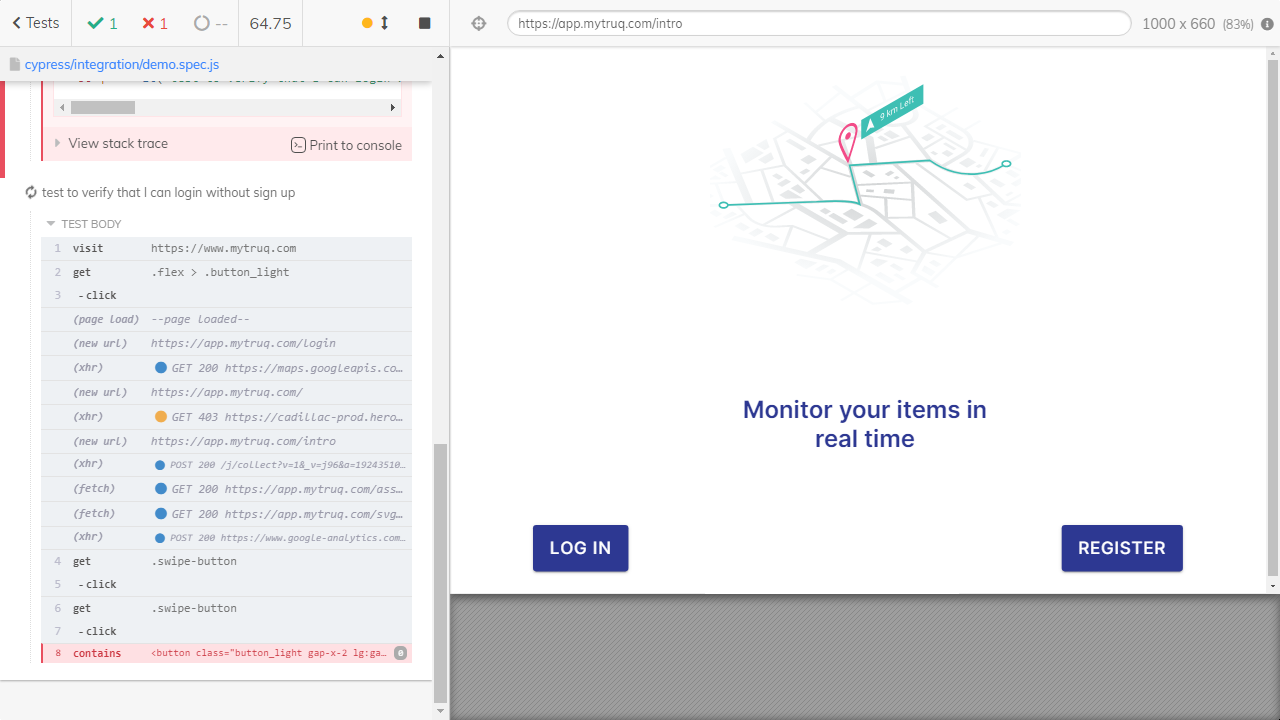 Tests
1
1
--
64.75
https://app.mytruq.com/intro
1000 x 660 (83%)
cypress/integration/demo.spec.js
View stack trace
Print to console
test to verify that I can login without sign up
TEST BODY
1 visit https://www.mytruq.com
2 get .flex > .button_light
3 -click
(page load) --page loaded--
(new url) https://app.mytruq.com/login
(xhr) GET 200 https://maps.googleapis.co…
(new url) https://app.mytruq.com/
(xhr) GET 403 https://cadillac-prod.hero…
(new url) https://app.mytruq.com/intro
(xhr) POST 200 /j/collect?v=1&_v=j96&a=19243510…
(fetch) GET 200 https://app.mytruq.com/ass…
(fetch) GET 200 https://app.mytruq.com/svg…
(xhr) POST 200 https://www.google-analytics.com…
4 get .swipe-button
5 -click
6 get .swipe-button
7 -click
8 contains <button class="button_light gap-x-2 lg:ga… 0
9 km Left
Monitor your items in
real time
LOG IN
REGISTER